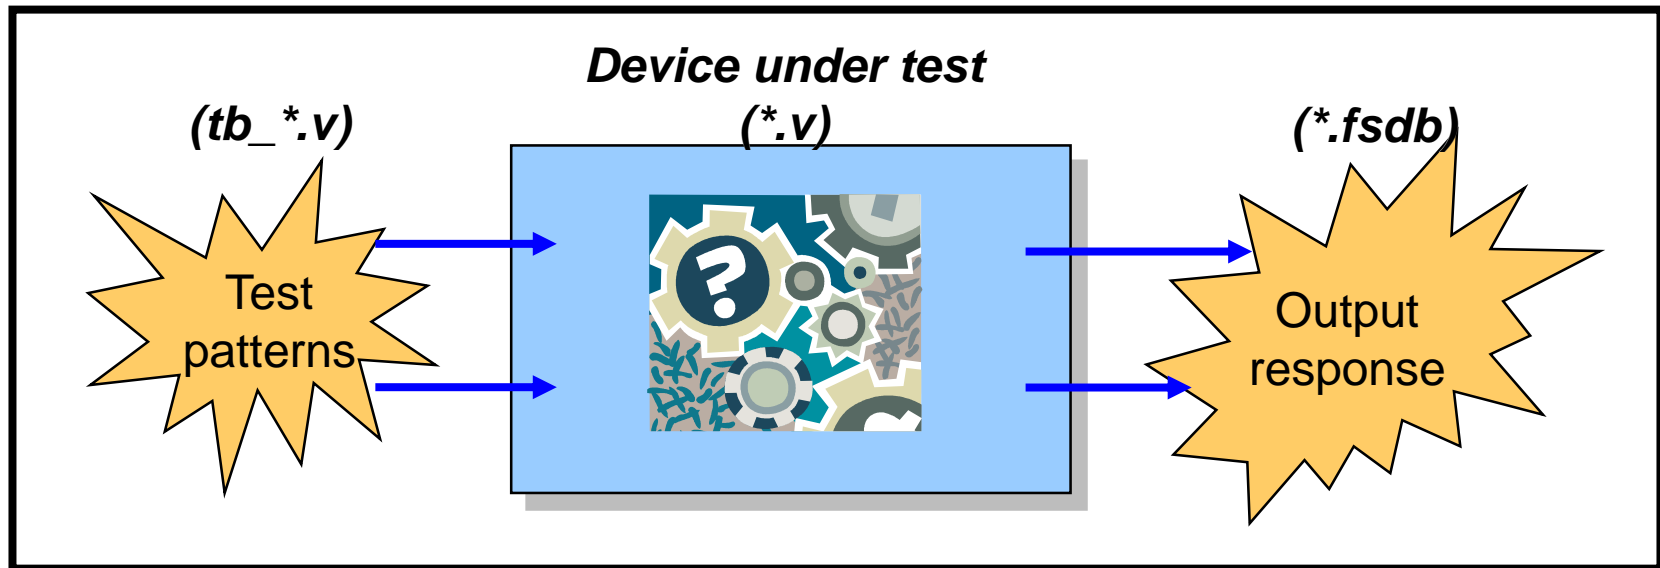 Device under test
(tb_*.v)
(*.v)
(*.fsdb)
Test
patterns
?
Output
response